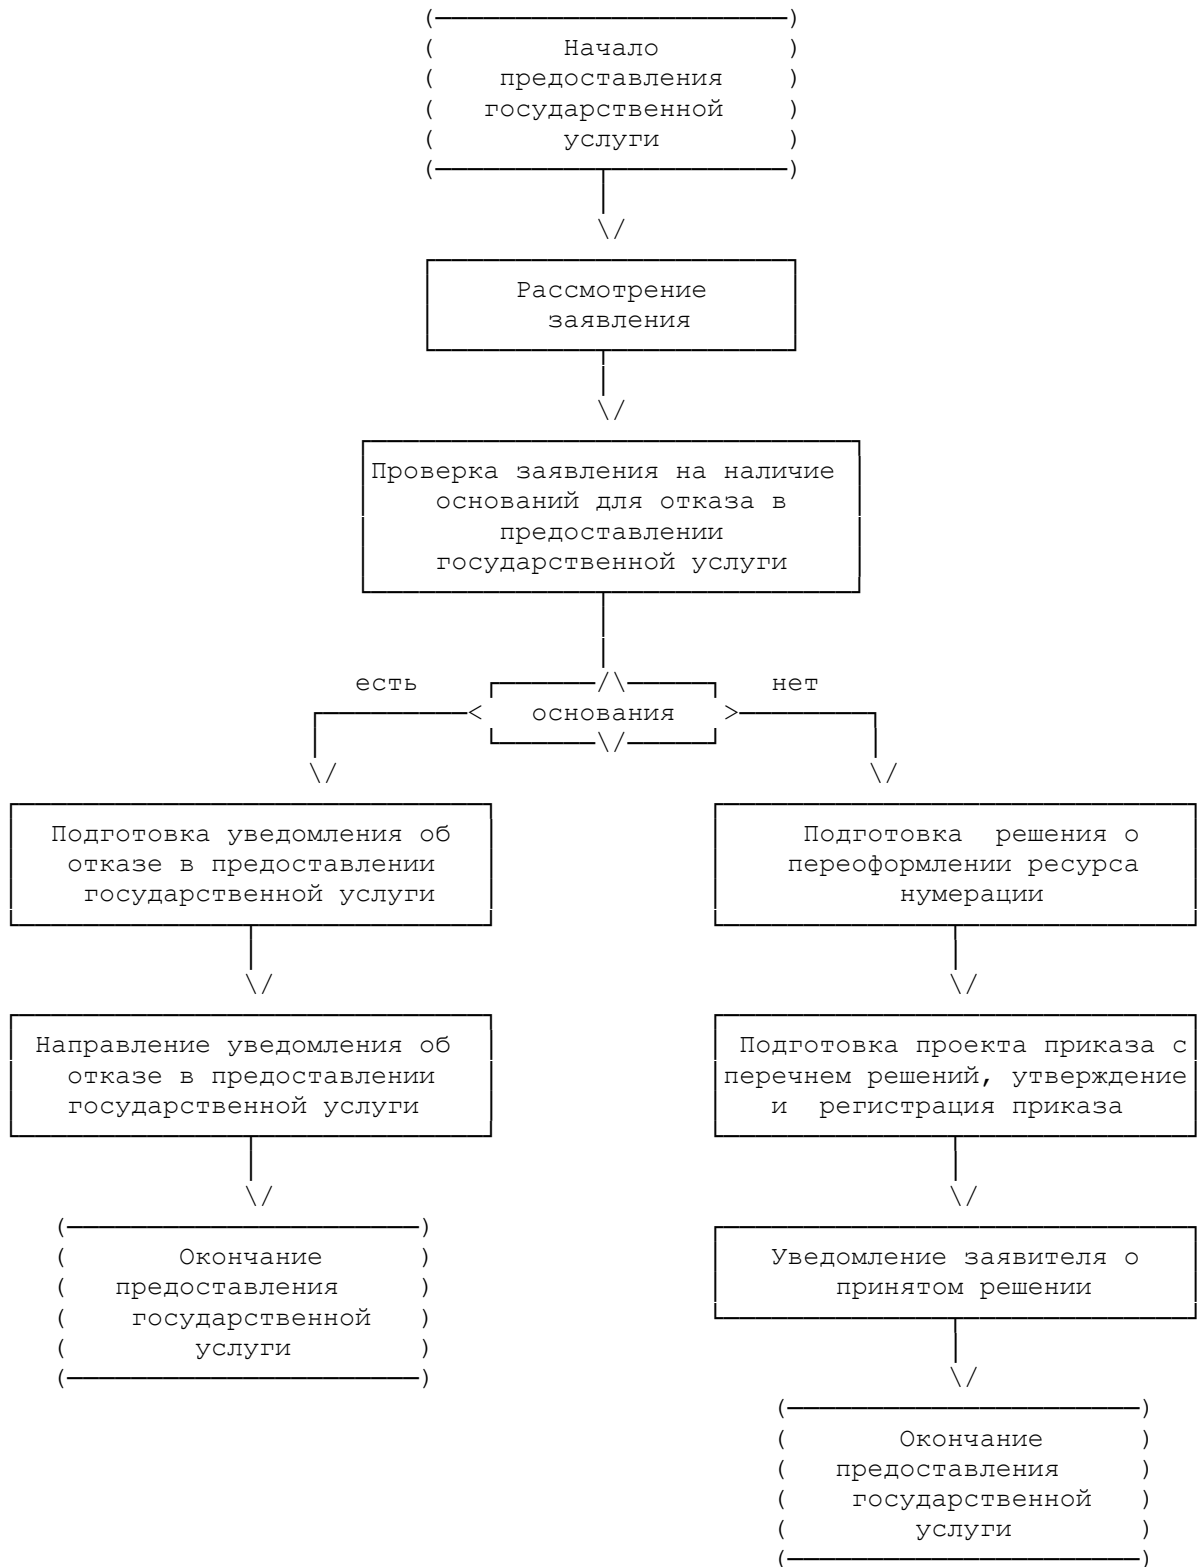 Начало
предоставления
государственной
услуги
Рассмотрение
заявления
Проверка заявления на наличие
оснований для отказа в
предоставлении
государственной услуги
есть
нет
основания
Подготовка уведомления об
отказе в предоставлении
государственной услуги
Подготовка решения о
переоформлении ресурса
нумерации
Направление уведомления об
отказе в предоставлении
государственной услуги
Подготовка проекта приказа с
перечнем решений, утверждение
и регистрация приказа
Окончание
предоставления
государственной
услуги
Уведомление заявителя о
принятом решении
Окончание
предоставления
государственной
услуги